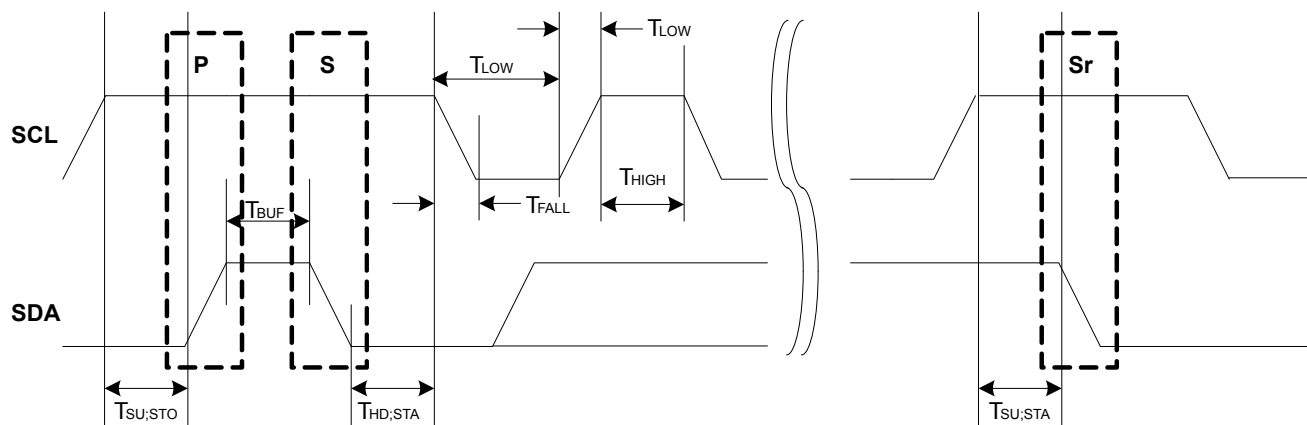 TLOW
P
S
TLOW
Sr
SCL
THIGH
TBUF
TFALL
SDA
TSU;STO
THD;STA
TSU;STA